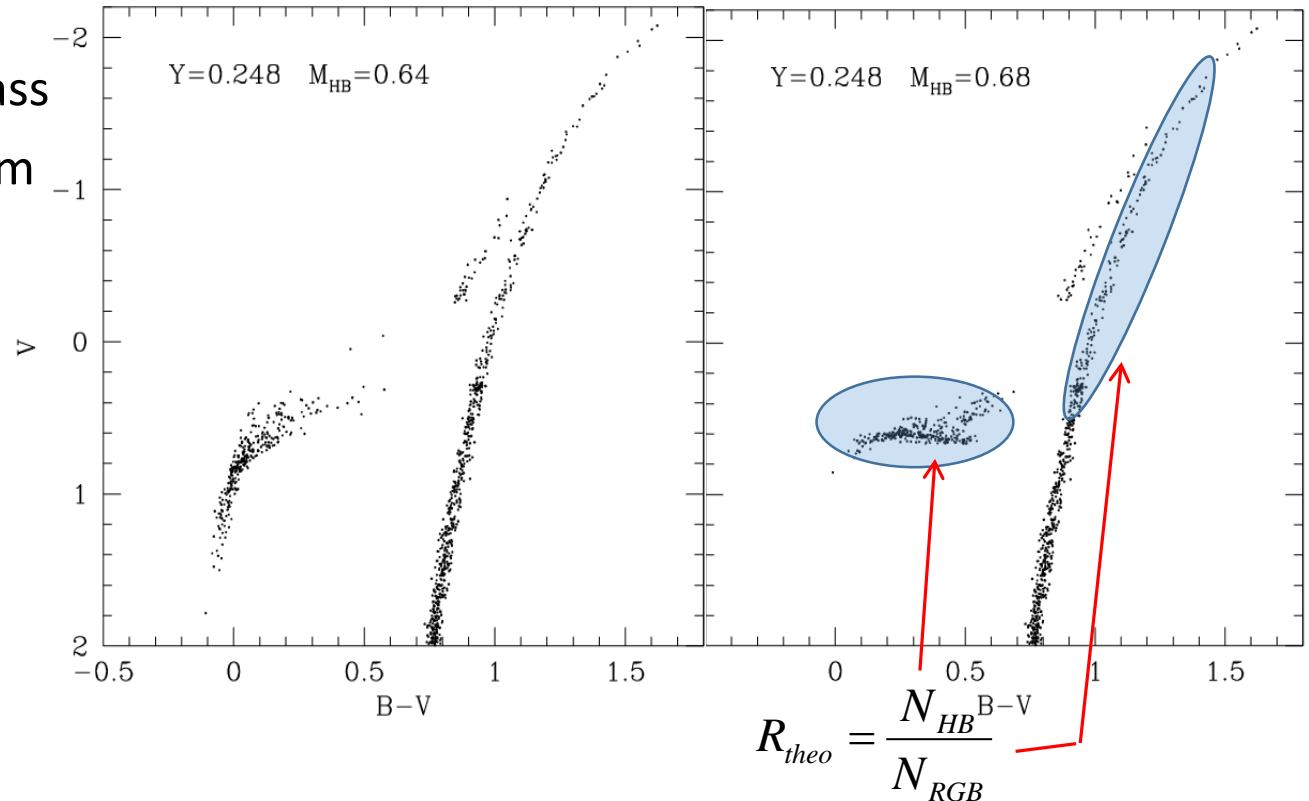 ass
m
Y=0.248 M_HB=0.64
Y=0.248 M_HB=0.68
V
-2
-1
0
1
2
-0.5 0 0.5 1 1.5
B-V
0 0.5 1 1.5
B-V
R_theo = N_HB / N_RGB